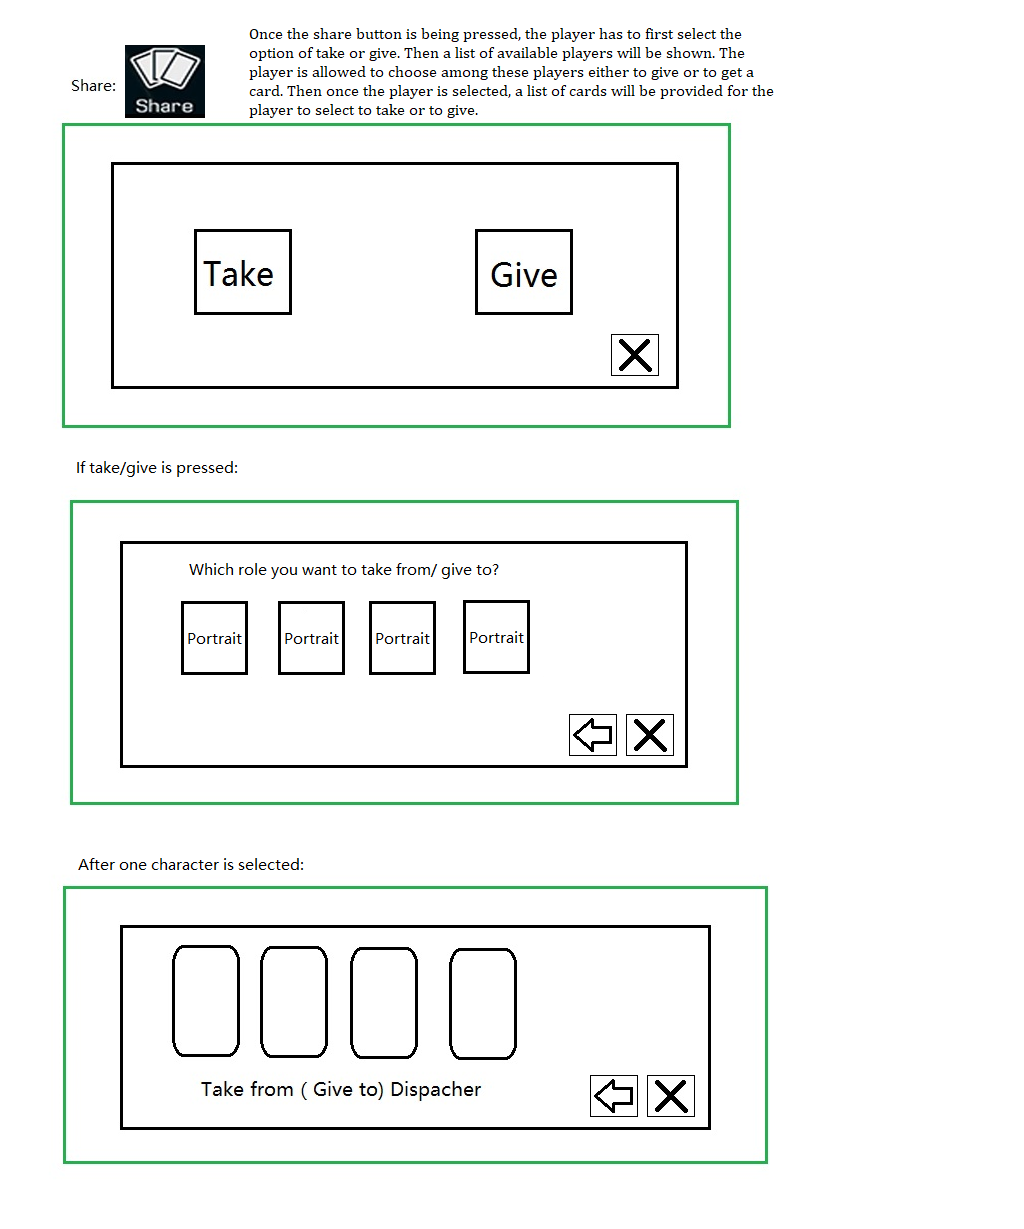 Once the share button is being pressed, the player has to first select the
option of take or give. Then a list of available players will be shown. The
player is allowed to choose among these players either to give or to get a
card. Then once the player is selected, a list of cards will be provided for the
player to select to take or to give.
Share:
Share
Take
Give
If take/give is pressed:
Which role you want to take from/ give to?
Portrait Portrait Portrait Portrait
After one character is selected:
Take from ( Give to) Dispacher